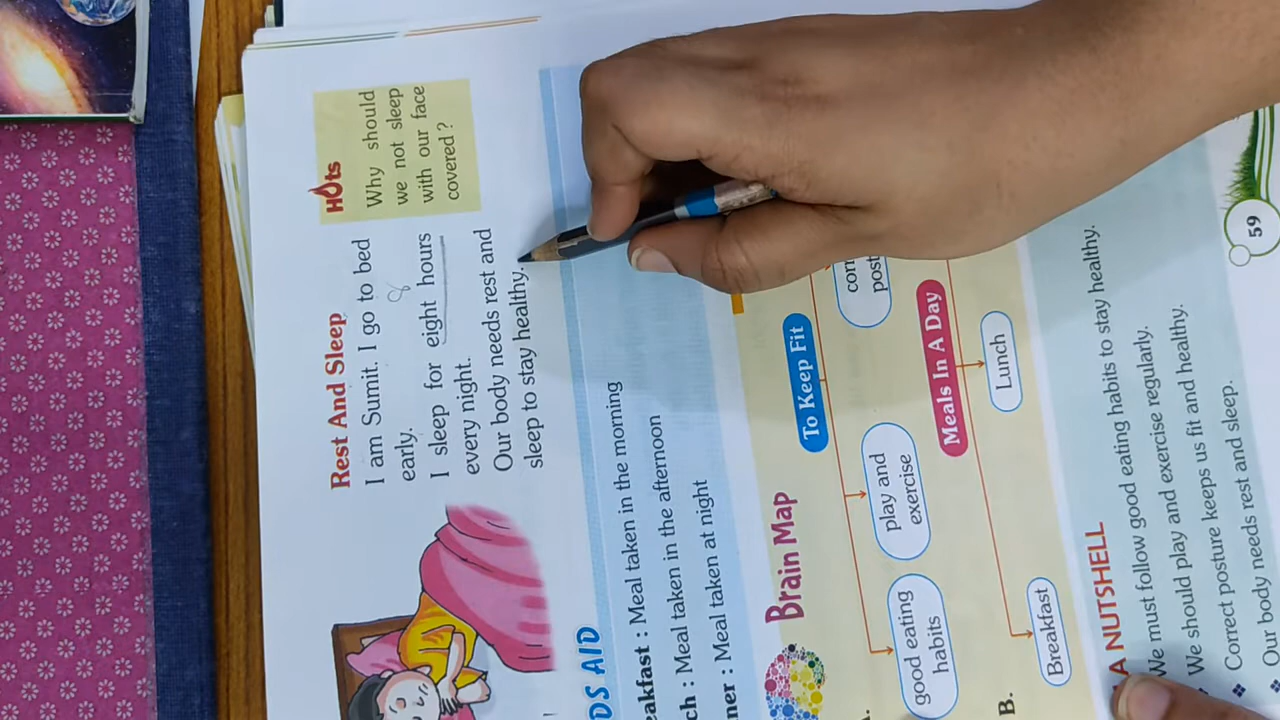 Rest And Sleep
I am Sumit. I go to bed
early.
8
I sleep for eight hours
every night.
Our body needs rest and
sleep to stay healthy.
HOts
Why should
we not sleep
with our face
covered ?
DS AID
eakfast : Meal taken in the morning
ch : Meal taken in the afternoon
ner : Meal taken at night
Brain Map
To Keep Fit
good eating
habits
play and
exercise
corr
post
B.
Meals In A Day
Breakfast
Lunch
A NUTSHELL
We must follow good eating habits to stay healthy.
We should play and exercise regularly.
Correct posture keeps us fit and healthy.
Our body needs rest and sleep.
59